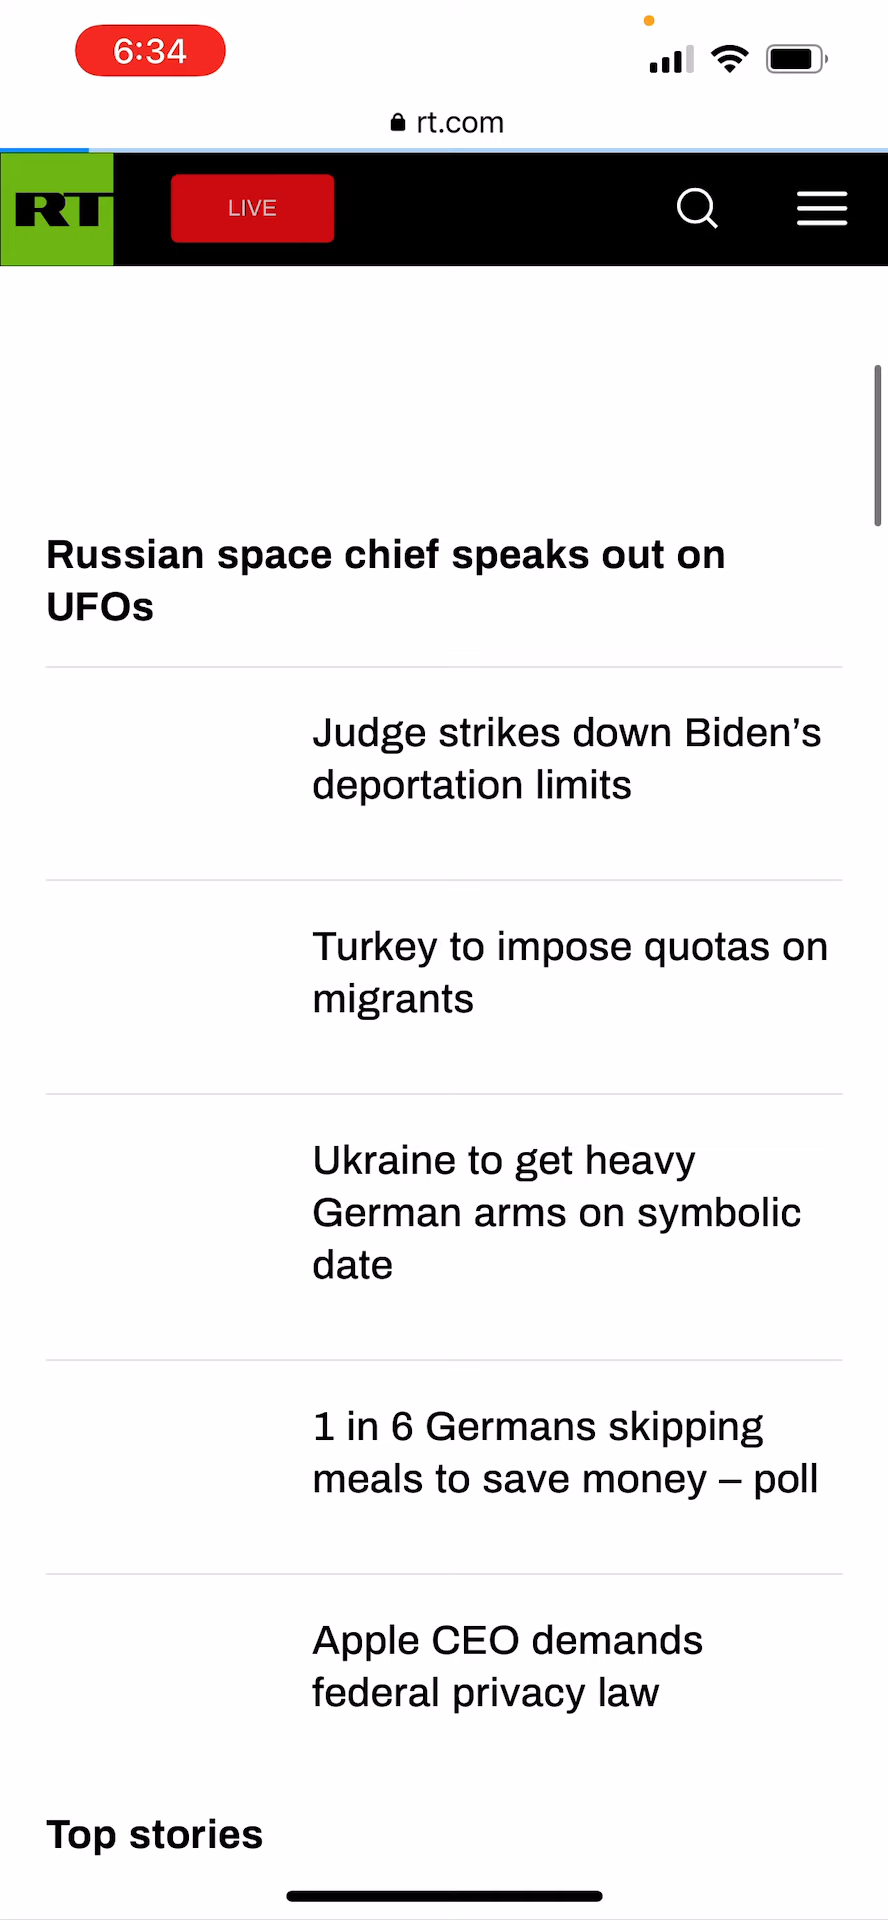 6:34
rt.com
RT
LIVE
Russian space chief speaks out on
UFOs
Judge strikes down Biden’s
deportation limits
Turkey to impose quotas on
migrants
Ukraine to get heavy
German arms on symbolic
date
1 in 6 Germans skipping
meals to save money – poll
Apple CEO demands
federal privacy law
Top stories